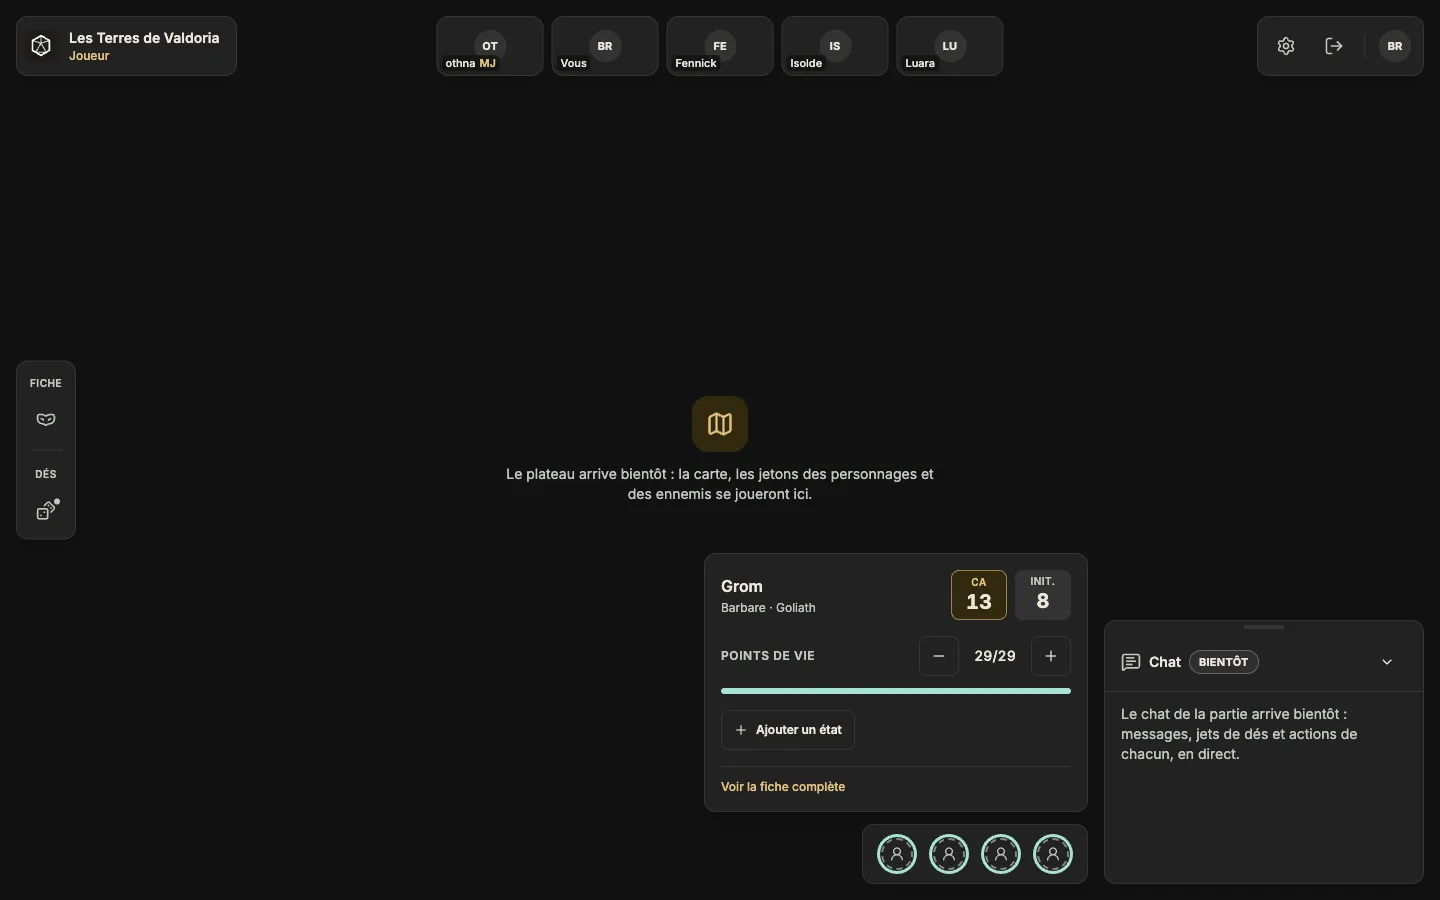 Les Terres de Valdoria
Joueur
OT
othna MJ
BR
Vous
FE
Fennick
IS
Isolde
LU
Luara
BR
FICHE
DÉS
Le plateau arrive bientôt : la carte, les jetons des personnages et
des ennemis se joueront ici.
Grom
Barbare · Goliath
CA
13
INIT.
8
POINTS DE VIE
29/29
Ajouter un état
Voir la fiche complète
Chat
BIENTÔT
Le chat de la partie arrive bientôt :
messages, jets de dés et actions de
chacun, en direct.